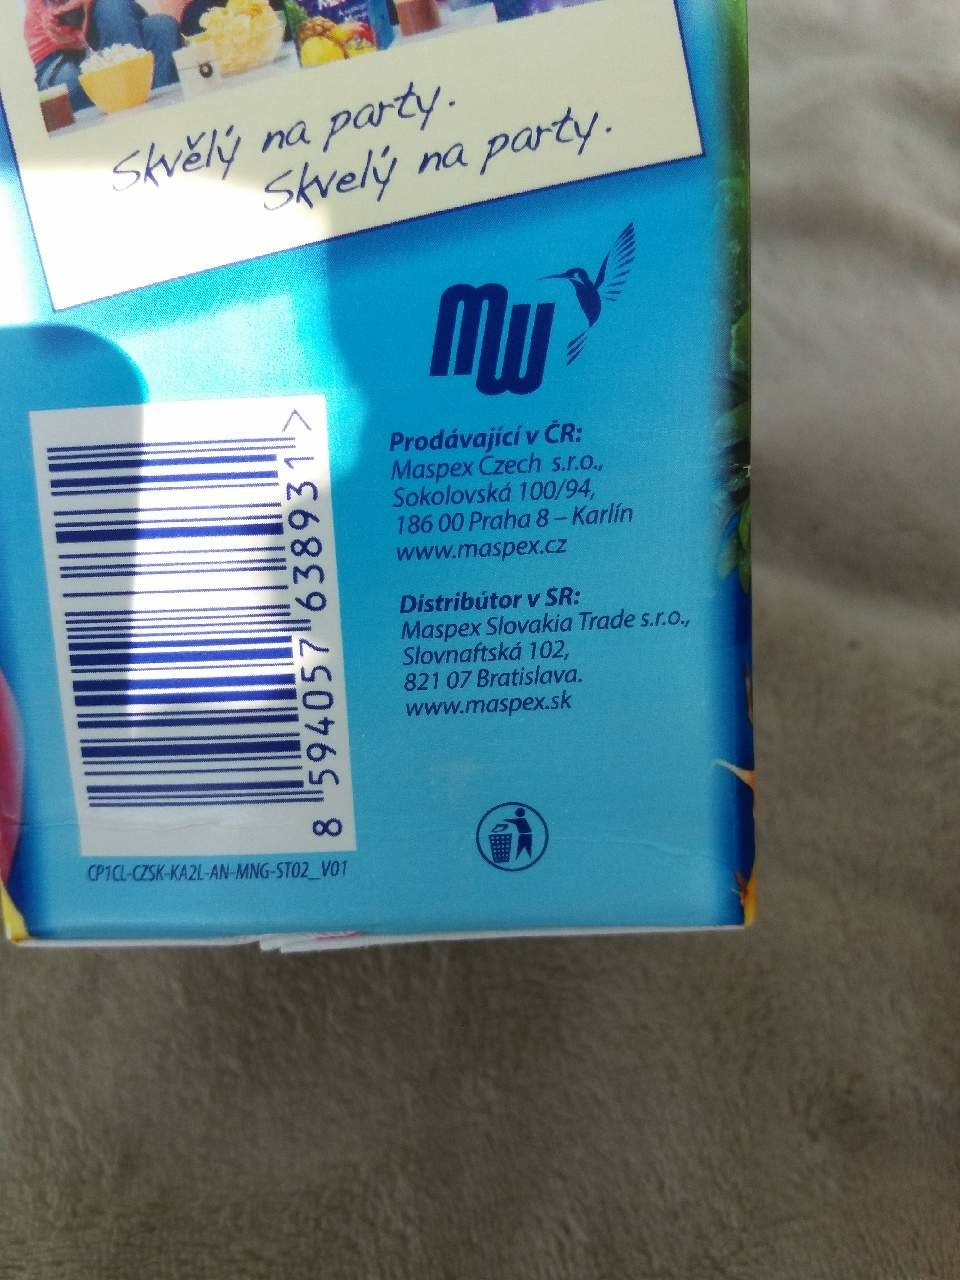 Skvělý na party.
Skvelý na party.
MW
Prodávající v ČR:
Maspex Czech s.r.o.,
Sokolovská 100/94,
186 00 Praha 8 – Karlín
www.maspex.cz
Distribútor v SR:
Maspex Slovakia Trade s.r.o.,
Slovnaftská 102,
821 07 Bratislava.
www.maspex.sk
8 594057 638931 >
CP1CL-CZSK-KA2L-AN-MNG-ST02_V01